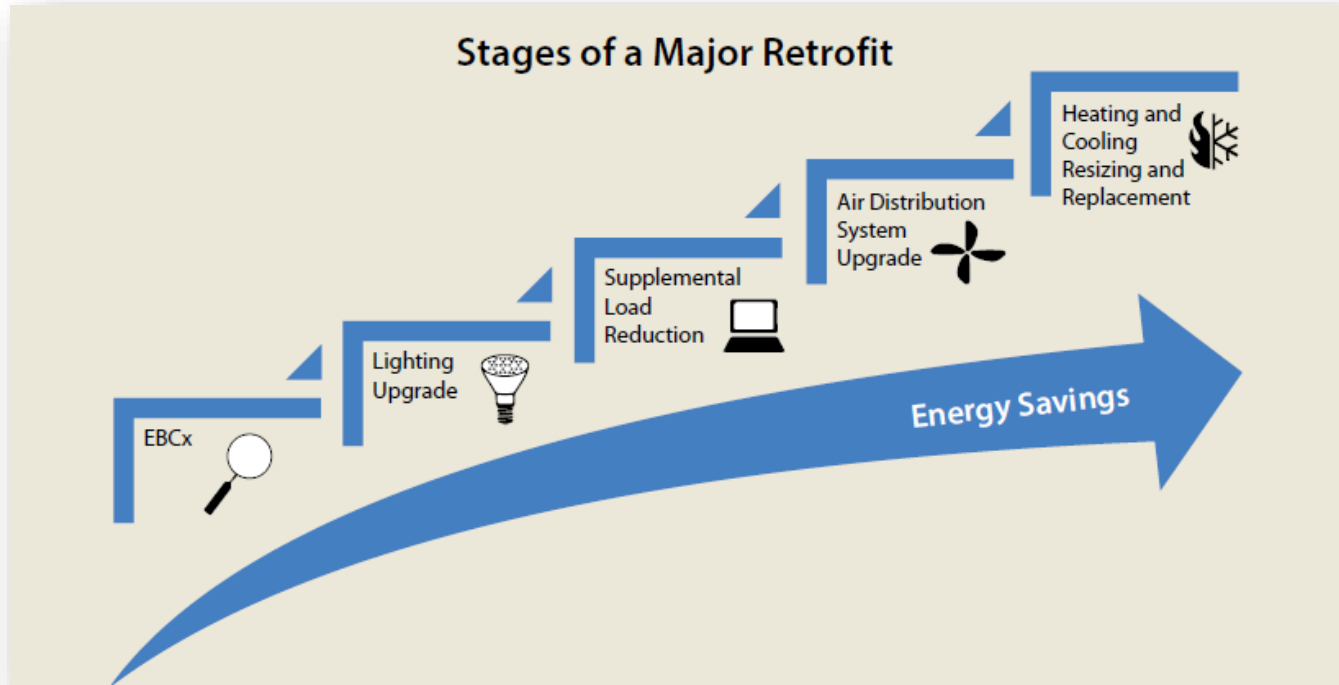 Stages of a Major Retrofit
EBCx
Lighting
Upgrade
Supplemental
Load
Reduction
Air Distribution
System
Upgrade
Heating and
Cooling
Resizing and
Replacement
Energy Savings